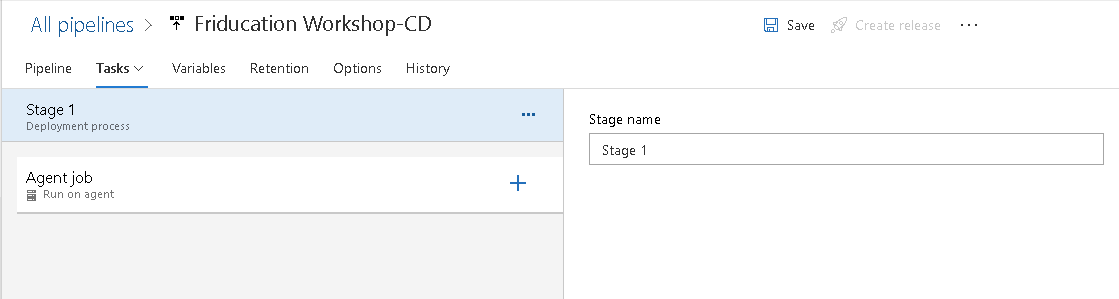 All pipelines > Friducation Workshop-CD
Save Create release ...
Pipeline Tasks Variables Retention Options History
Stage 1
Deployment process
Agent job
Run on agent
Stage name
Stage 1